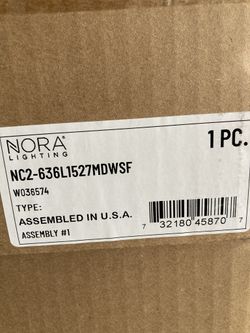 NORA®
LIGHTING
1 PC.
NC2-636L1527MDWSF
W036574
TYPE:
ASSEMBLED IN U.S.A.
ASSEMBLY #1
7 32180 45870 7